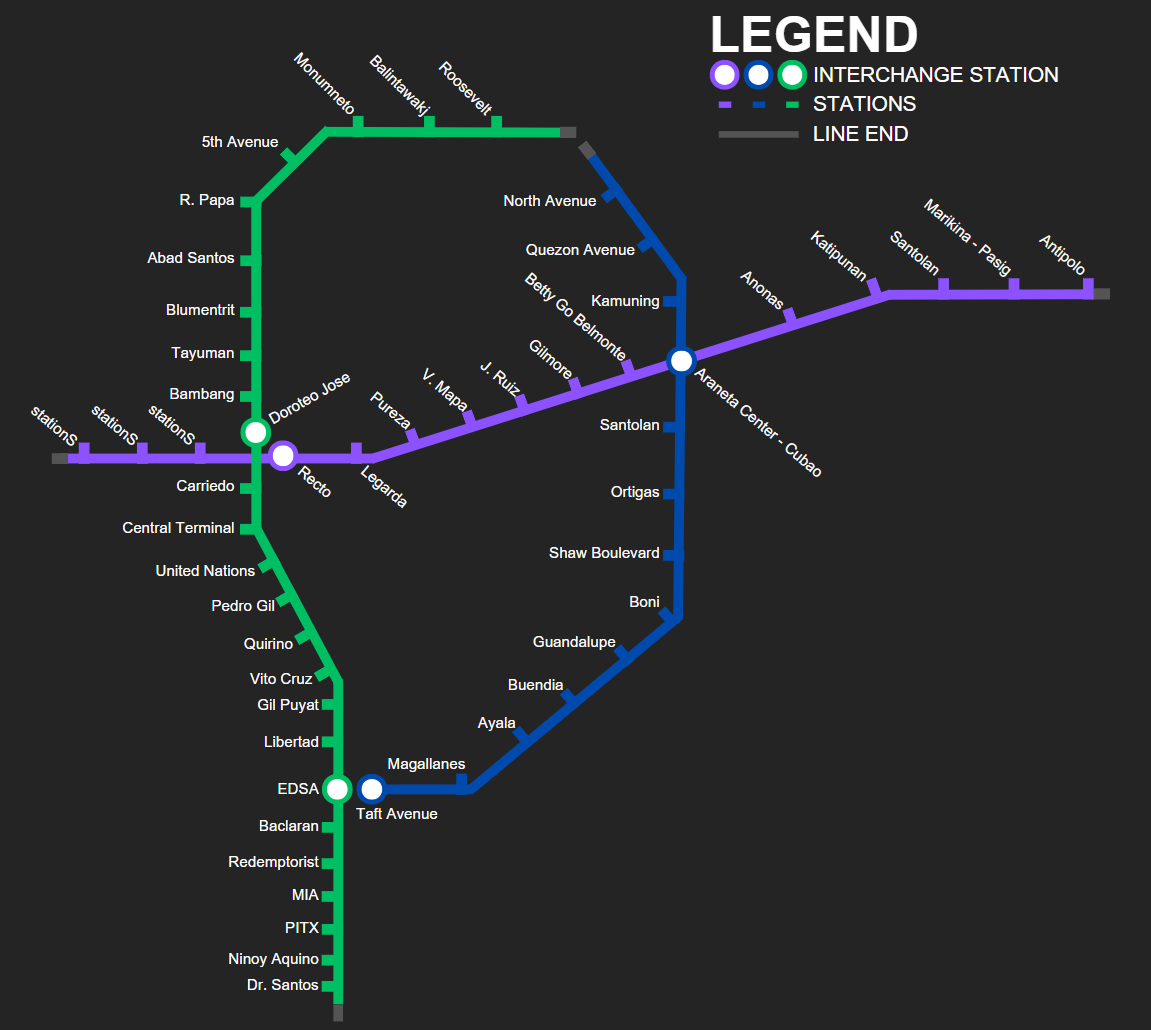 LEGEND
INTERCHANGE STATION
STATIONS
LINE END
Monumneto
Balintawakj
Roosevelt
5th Avenue
R. Papa
Abad Santos
Blumentrit
Tayuman
Bambang
Doroteo Jose
stationS
stationS
stationS
Recto
Legarda
Pureza
V. Mapa
J. Ruiz
Gilmore
Betty Go Belmonte
Araneta Center - Cubao
Anonas
Katipunan
Santolan
Marikina - Pasig
Antipolo
North Avenue
Quezon Avenue
Kamuning
Santolan
Ortigas
Shaw Boulevard
Boni
Guandalupe
Buendia
Ayala
Magallanes
Taft Avenue
Carriedo
Central Terminal
United Nations
Pedro Gil
Quirino
Vito Cruz
Gil Puyat
Libertad
EDSA
Baclaran
Redemptorist
MIA
PITX
Ninoy Aquino
Dr. Santos